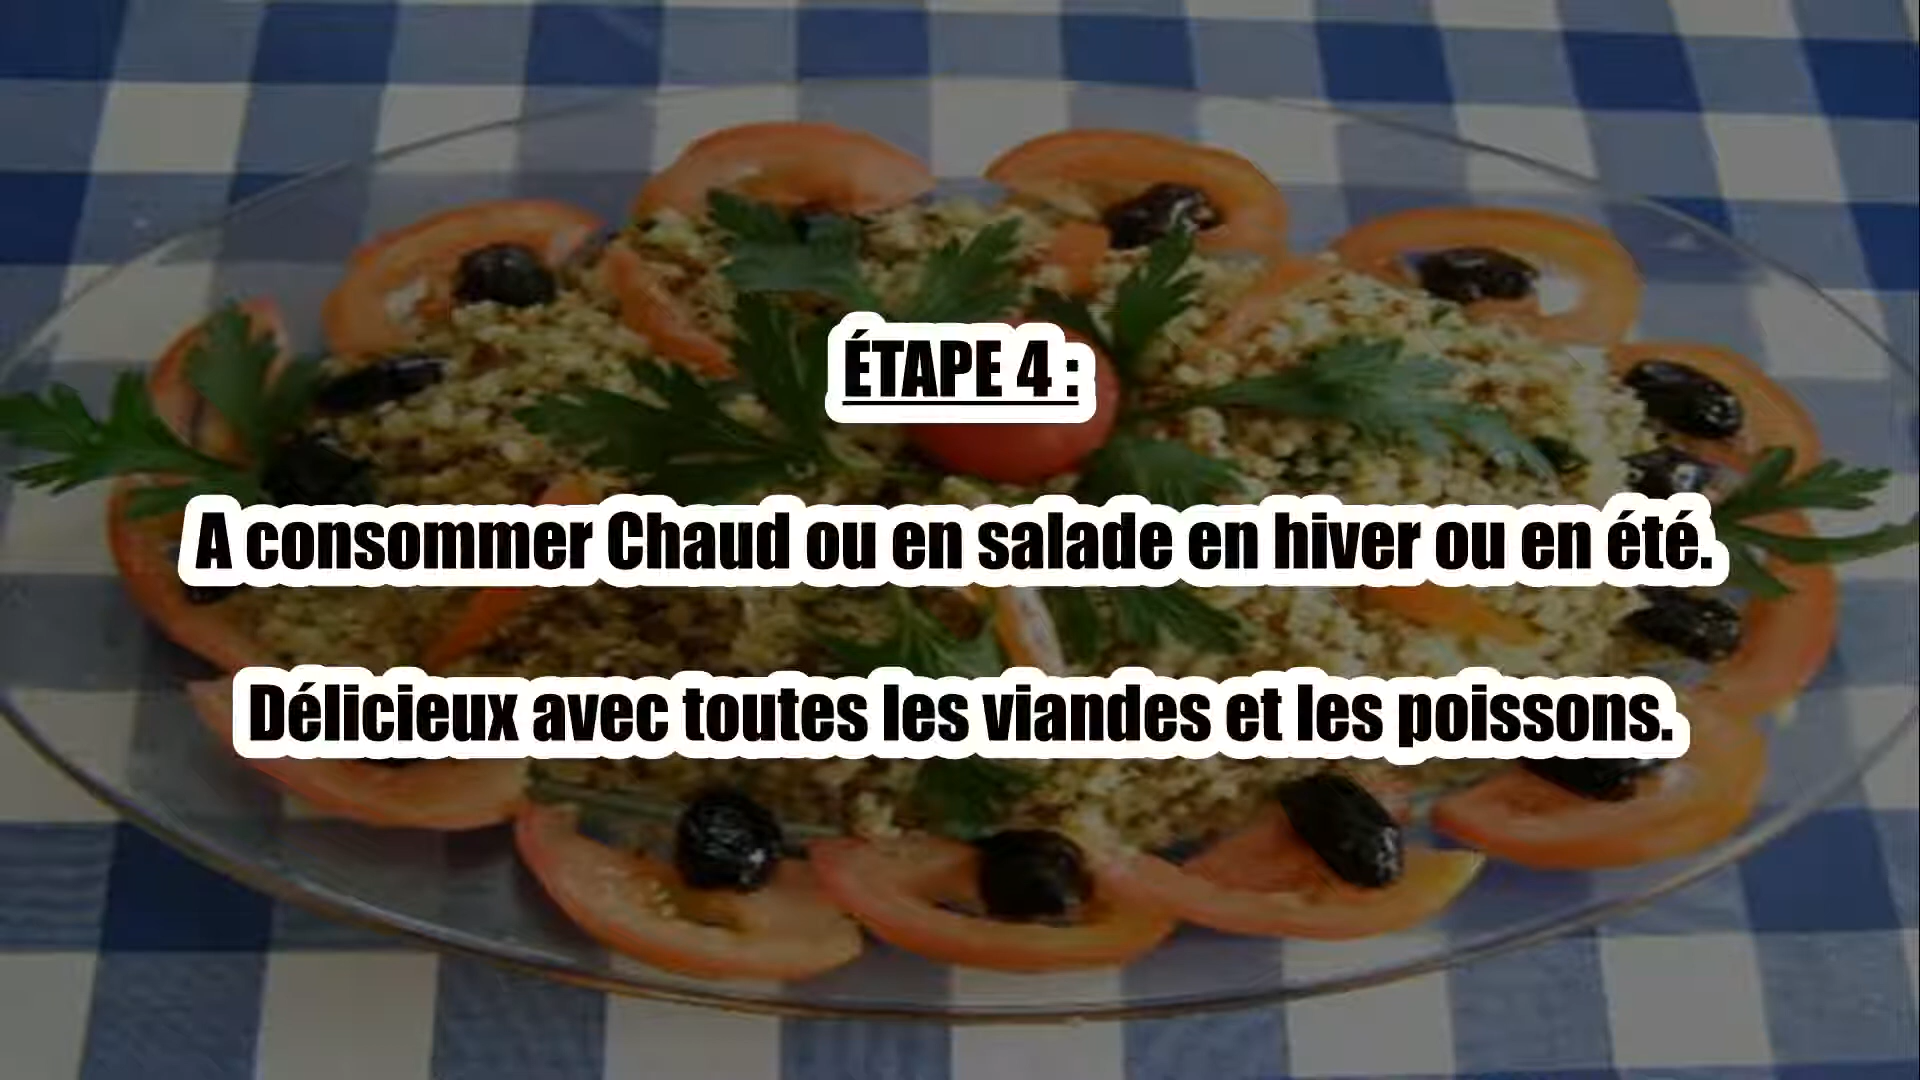 ÉTAPE 4 :
A consommer Chaud ou en salade en hiver ou en été.
Délicieux avec toutes les viandes et les poissons.